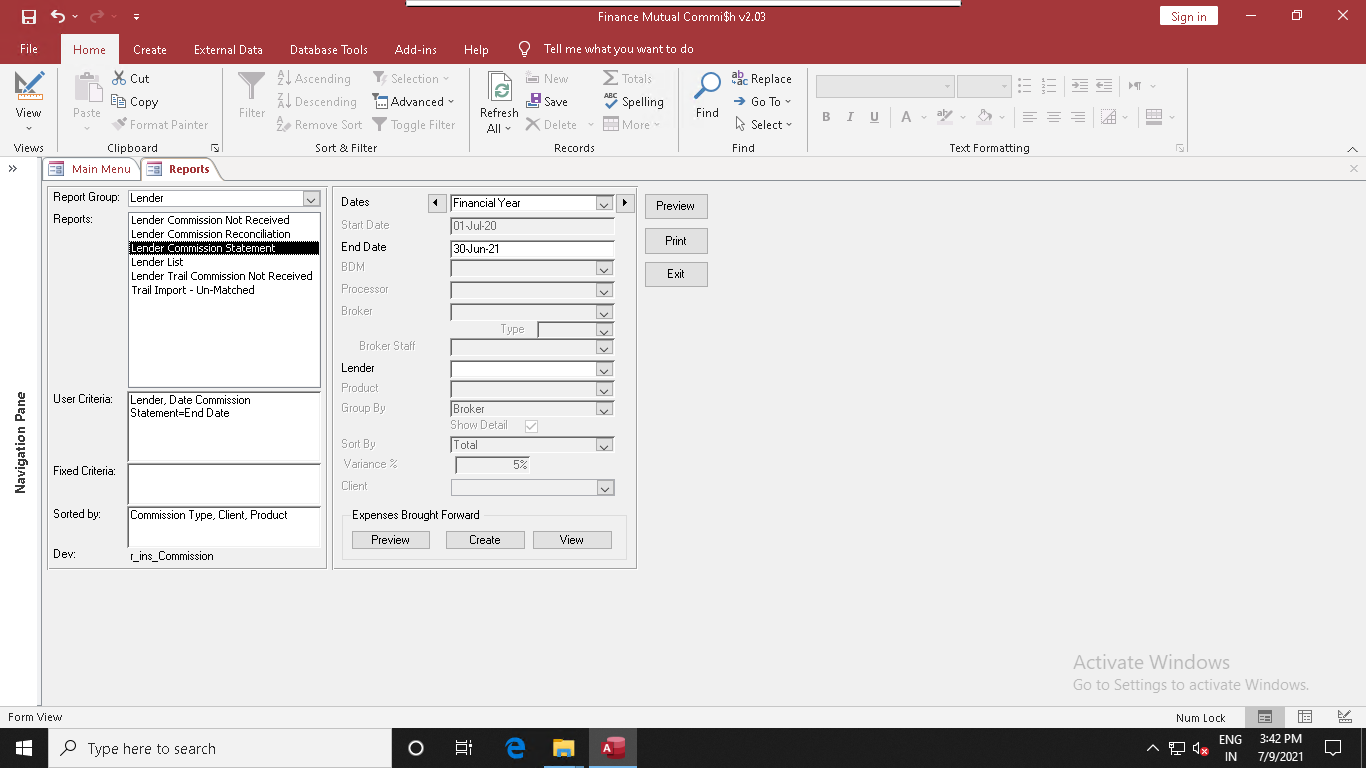 Finance Mutual Commi$h v2.03
Sign in
File Home Create External Data Database Tools Add-ins Help Tell me what you want to do
View
Views
Paste
Cut
Copy
Format Painter
Clipboard
Filter
Ascending
Descending
Remove Sort
Selection
Advanced
Toggle Filter
Sort & Filter
Refresh
All
New
Save
Delete
Totals
Spelling
More
Records
Find
Replace
Go To
Select
Find
B I U A ab
Text Formatting
Main Menu
Reports
Navigation Pane
Report Group: Lender
Reports:
Lender Commission Not Received
Lender Commission Reconciliation
Lender Commission Statement
Lender List
Lender Trail Commission Not Received
Trail Import - Un-Matched
User Criteria: Lender, Date Commission
Statement=End Date
Fixed Criteria:
Sorted by: Commission Type, Client, Product
Dev: r_ins_Commission
Dates Financial Year
Start Date 01-Jul-20
End Date 30-Jun-21
BDM
Processor
Broker
Type
Broker Staff
Lender
Product
Group By Broker
Show Detail
Sort By Total
Variance % 5%
Client
Expenses Brought Forward
Preview Create View
Preview
Print
Exit
Activate Windows
Go to Settings to activate Windows.
Form View
Num Lock
Type here to search
ENG
IN
3:42 PM
7/9/2021